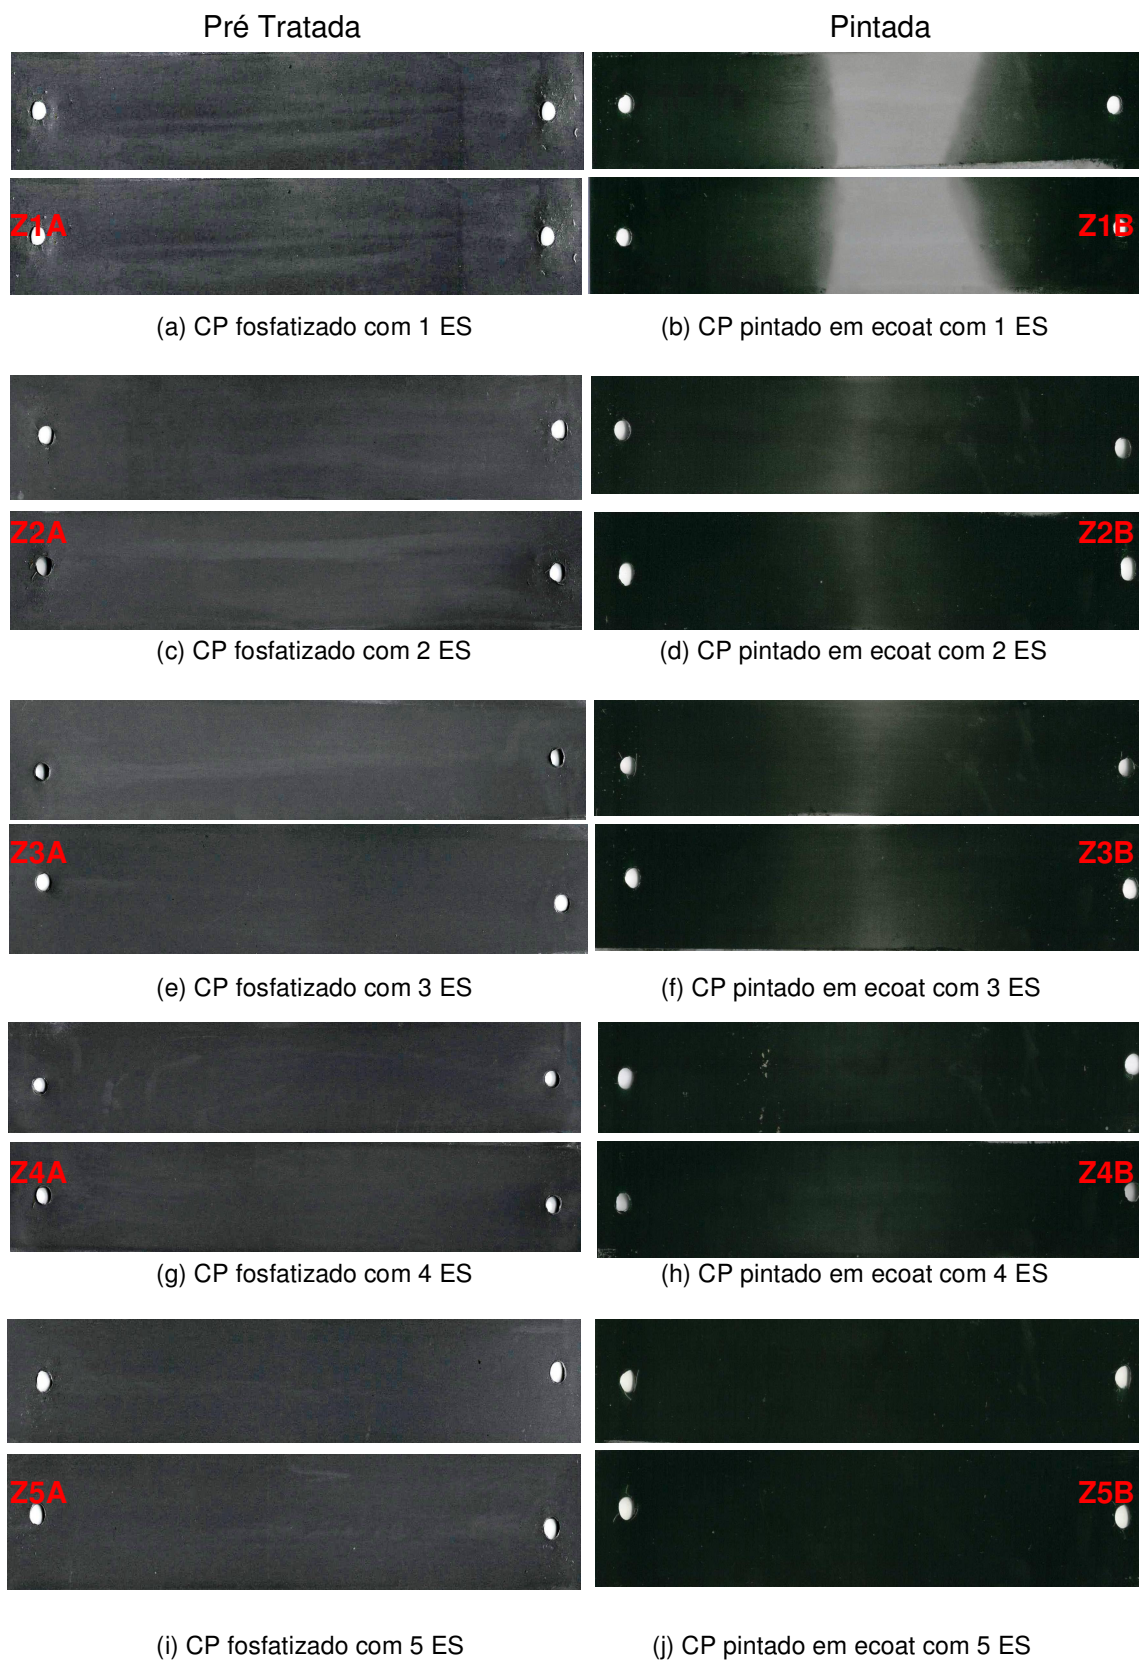 Pré Tratada
Pintada
Z1A
Z1B
(a) CP fosfatizado com 1 ES
(b) CP pintado em ecoat com 1 ES
Z2A
Z2B
(c) CP fosfatizado com 2 ES
(d) CP pintado em ecoat com 2 ES
Z3A
Z3B
(e) CP fosfatizado com 3 ES
(f) CP pintado em ecoat com 3 ES
Z4A
Z4B
(g) CP fosfatizado com 4 ES
(h) CP pintado em ecoat com 4 ES
Z5A
Z5B
(i) CP fosfatizado com 5 ES
(j) CP pintado em ecoat com 5 ES